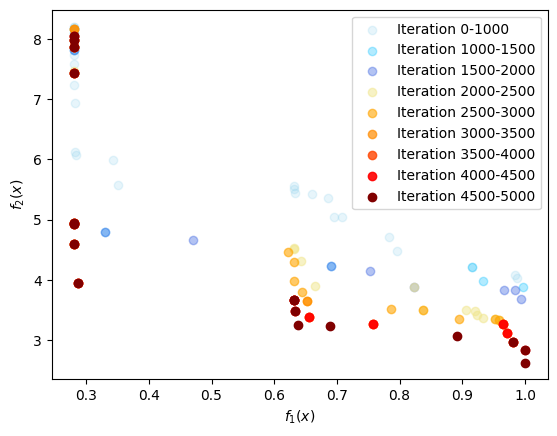 Iteration 0-1000
Iteration 1000-1500
Iteration 1500-2000
Iteration 2000-2500
Iteration 2500-3000
Iteration 3000-3500
Iteration 3500-4000
Iteration 4000-4500
Iteration 4500-5000
8
7
6
5
4
3
f₂(x)
0.3 0.4 0.5 0.6 0.7 0.8 0.9 1.0
f₁(x)